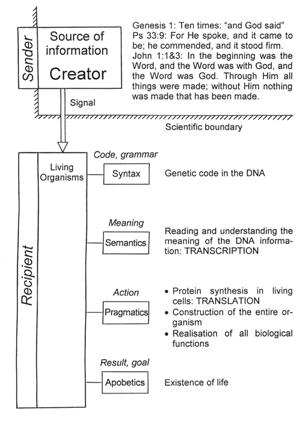 Sender
Source of
information
Creator
Genesis 1: Ten times: “and God said”
Ps 33:9: For He spoke, and it came to
be; he commended, and it stood firm.
John 1:1&3: In the beginning was the
Word, and the Word was with God, and
the Word was God. Through Him all
things were made; without Him nothing
was made that has been made.
Signal
Scientific boundary
Recipient
Living
Organisms
Code, grammar
Syntax
Genetic code in the DNA
Meaning
Semantics
Reading and understanding the
meaning of the DNA informa-
tion: TRANSCRIPTION
Action
Pragmatics
• Protein synthesis in living
cells: TRANSLATION
• Construction of the entire or-
ganism
• Realisation of all biological
functions
Result, goal
Apobetics
Existence of life